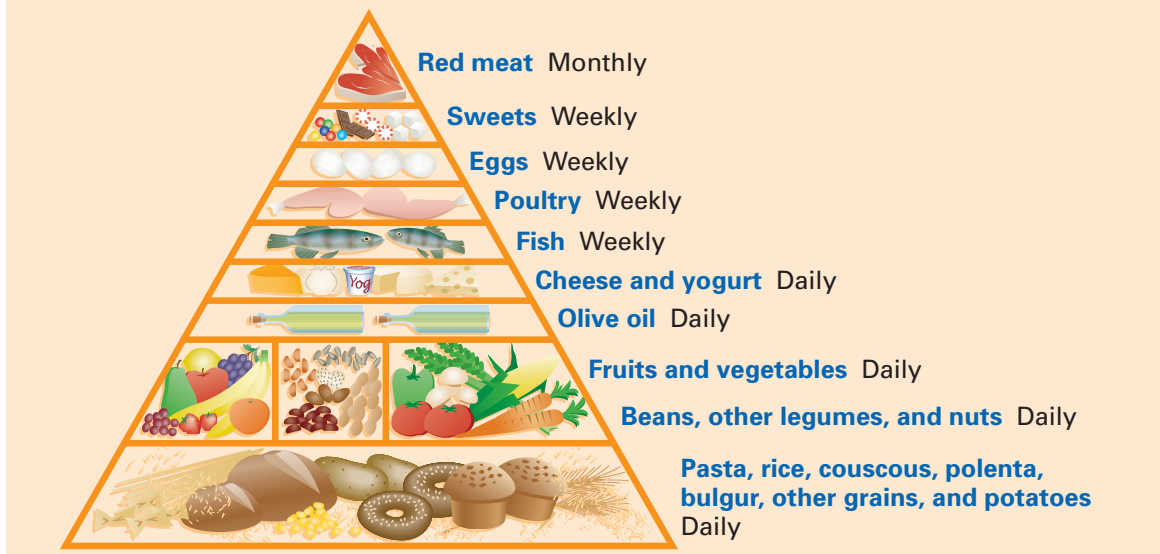 Red meat Monthly
Sweets Weekly
Eggs Weekly
Poultry Weekly
Fish Weekly
Yog
Cheese and yogurt Daily
Olive oil Daily
Fruits and vegetables Daily
Beans, other legumes, and nuts Daily
Pasta, rice, couscous, polenta,
bulgur, other grains, and potatoes
Daily